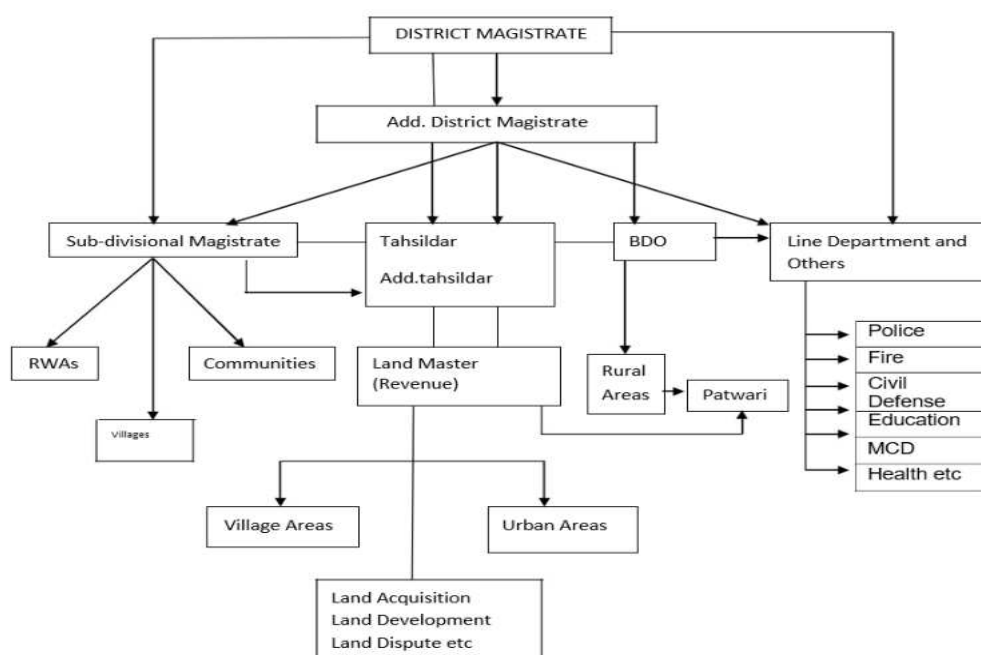 DISTRICT MAGISTRATE
Add. District Magistrate
Sub-divisional Magistrate
Tahsildar
Add.tahsildar
BDO
Line Department and
Others
RWAs
Communities
Villages
Land Master
(Revenue)
Rural
Areas
Patwari
Police
Fire
Civil
Defense
Education
MCD
Health etc
Village Areas
Urban Areas
Land Acquisition
Land Development
Land Dispute etc